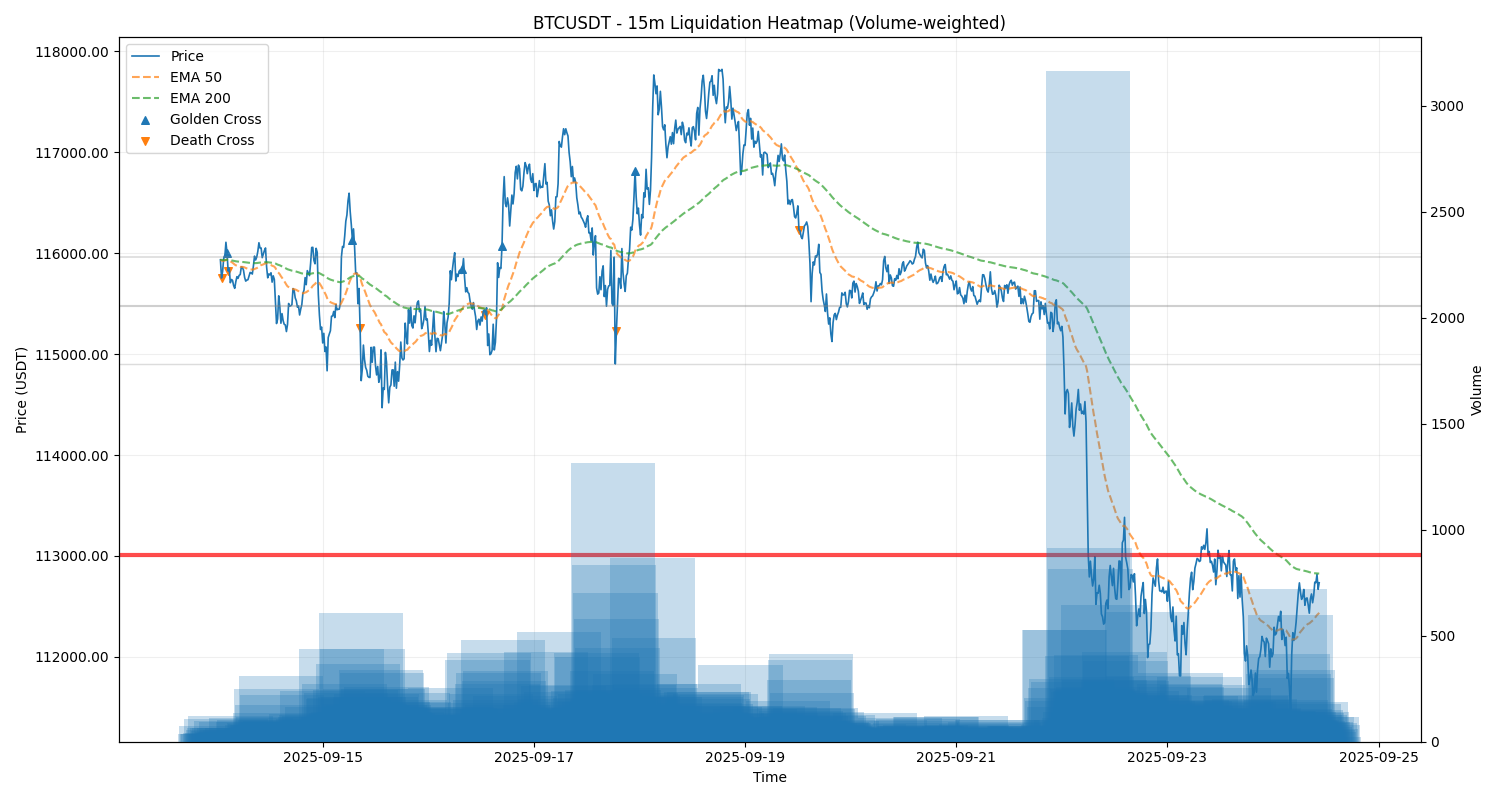 BTCUSDT - 15m Liquidation Heatmap (Volume-weighted)
118000.00
117000.00
116000.00
115000.00
114000.00
113000.00
112000.00
Price (USDT)
Price
EMA 50
EMA 200
Golden Cross
Death Cross
3000
2500
2000
1500
1000
500
0
Volume
2025-09-15
2025-09-17
2025-09-19
2025-09-21
2025-09-23
2025-09-25
Time